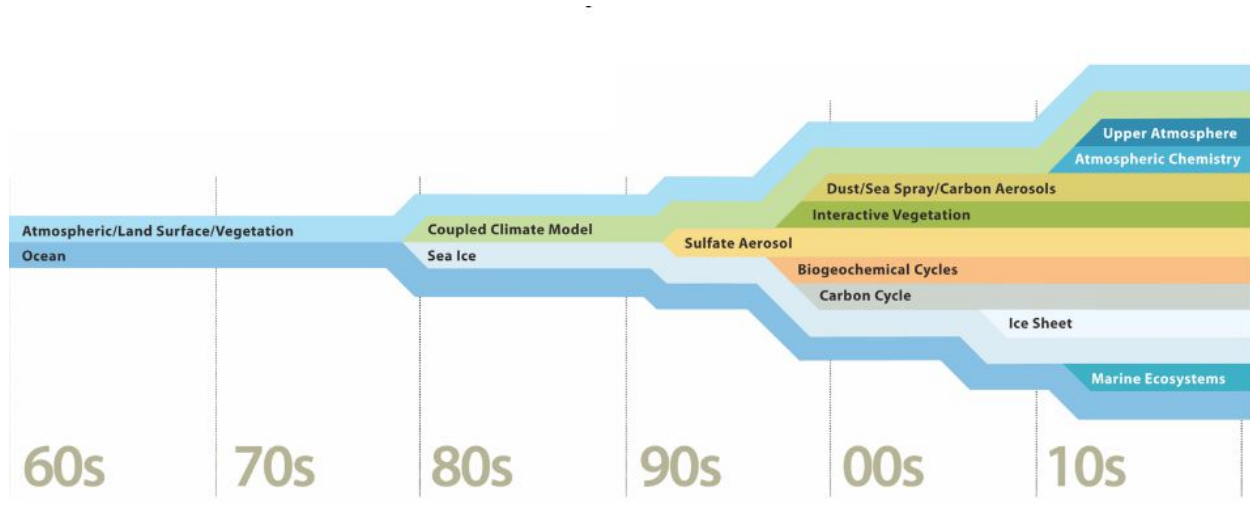 Upper Atmosphere
Atmospheric Chemistry
Dust/Sea Spray/Carbon Aerosols
Interactive Vegetation
Atmospheric/Land Surface/Vegetation
Coupled Climate Model
Sulfate Aerosol
Ocean
Sea Ice
Biogeochemical Cycles
Carbon Cycle
Ice Sheet
Marine Ecosystems
60s
70s
80s
90s
00s
10s